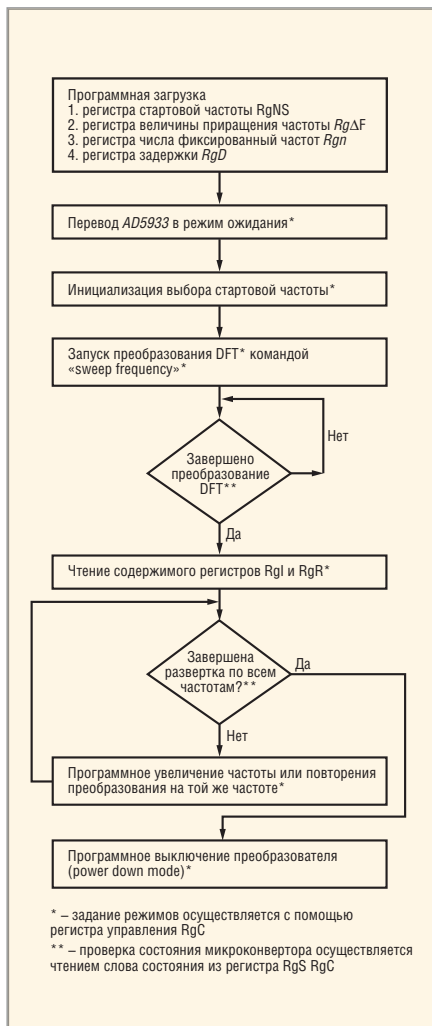 Программная загрузка
1. регистра стартовой частоты RgNS
2. регистра величины приращения частоты Rg∆F
3. регистра числа фиксированный частот Rgn
4. регистра задержки RgD
Перевод AD5933 в режим ожидания*
Инициализация выбора стартовой частоты*
Запуск преобразования DFT* командой
«sweep frequency»*
Нет
Завершено
преобразование
DFT**
Да
Чтение содержимого регистров RgI и RgR*
Завершена
развертка по всем
частотам?**
Да
Нет
Программное увеличение частоты или повторения
преобразования на той же частоте*
Программное выключение преобразователя
(power down mode)*
* – задание режимов осуществляется с помощью
регистра управления RgC
** – проверка состояния микроконвертора осуществляется
чтением слова состояния из регистра RgS RgC